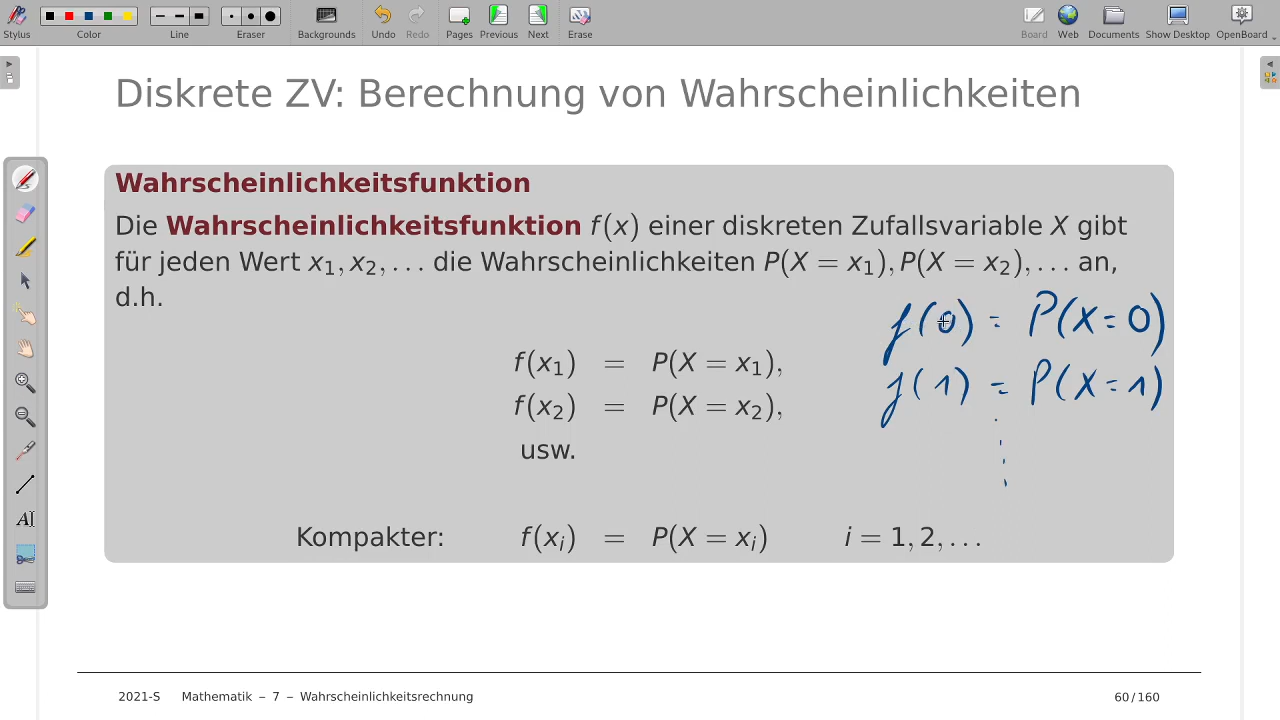 Stylus Color Line Eraser Backgrounds Undo Redo Pages Previous Next Erase Board Web Documents Show Desktop OpenBoard
Diskrete ZV: Berechnung von Wahrscheinlichkeiten
Wahrscheinlichkeitsfunktion
Die Wahrscheinlichkeitsfunktion f(x) einer diskreten Zufallsvariable X gibt
für jeden Wert x₁, x₂, . . . die Wahrscheinlichkeiten P(X = x₁), P(X = x₂), . . . an,
d.h.
f(0) = P(X=0)
f(x₁) = P(X = x₁),
f(1) = P(X=1)
f(x₂) = P(X = x₂),
usw.
Kompakter: f(xᵢ) = P(X = xᵢ) i = 1, 2, . . .
AI
2021-S Mathematik – 7 – Wahrscheinlichkeitsrechnung 60/160